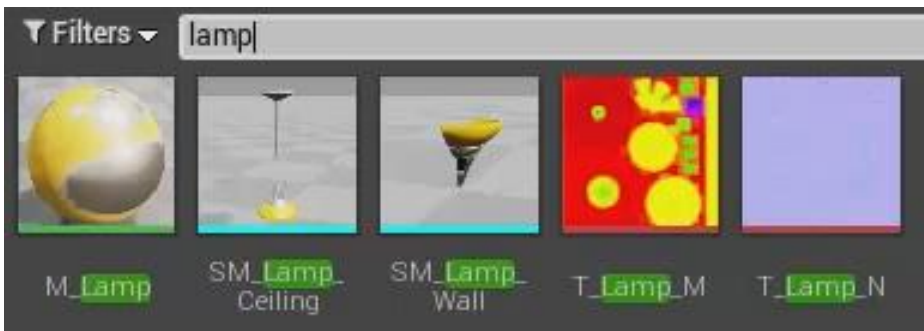 Filters
lamp
M_Lamp
SM_Lamp_
Ceiling
SM_Lamp_
Wall
T_Lamp_M
T_Lamp_N